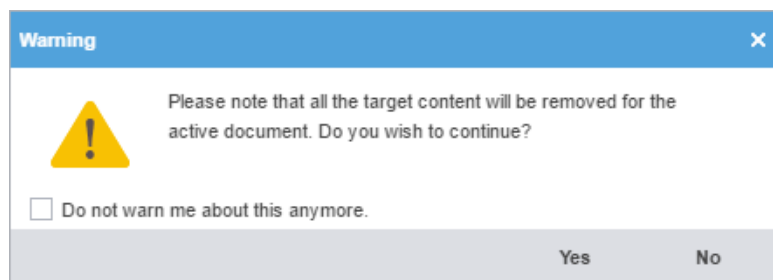 Warning
Please note that all the target content will be removed for the
active document. Do you wish to continue?
Do not warn me about this anymore.
Yes No